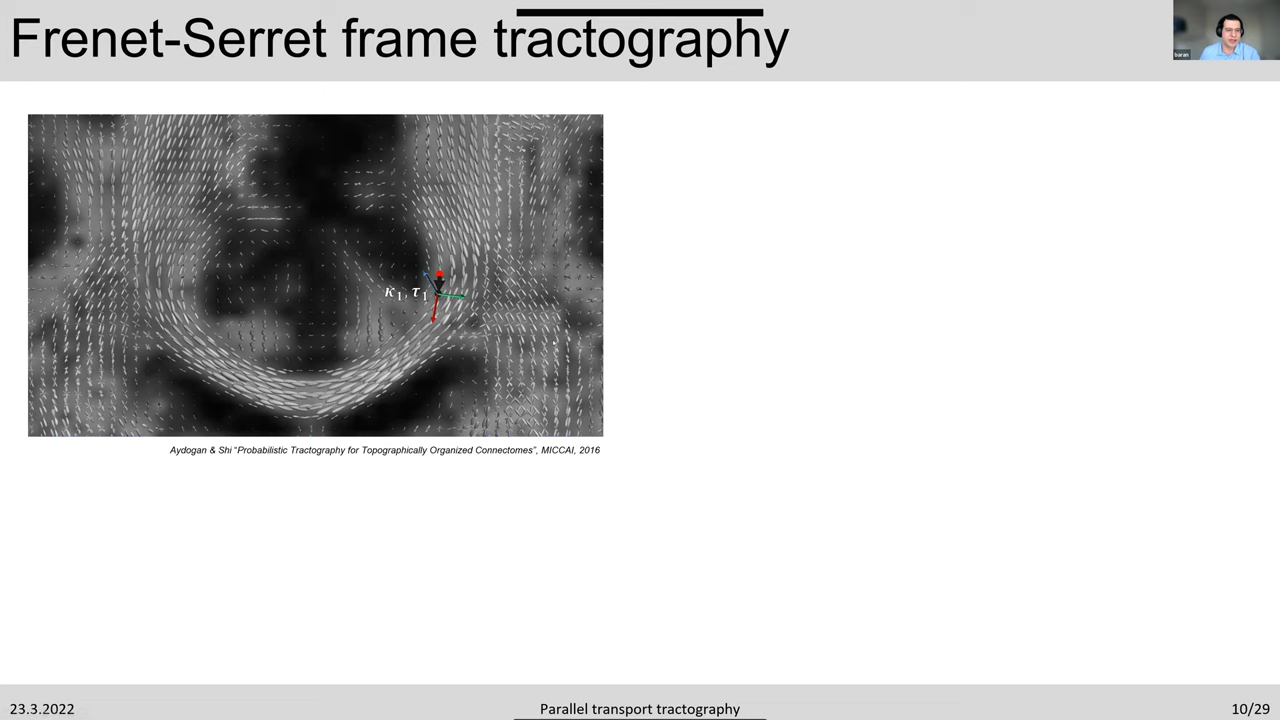 Frenet-Serret frame tractography
baran
κ₁, τ₁
Aydogan & Shi “Probabilistic Tractography for Topographically Organized Connectomes”, MICCAI, 2016
23.3.2022
Parallel transport tractography
10/29